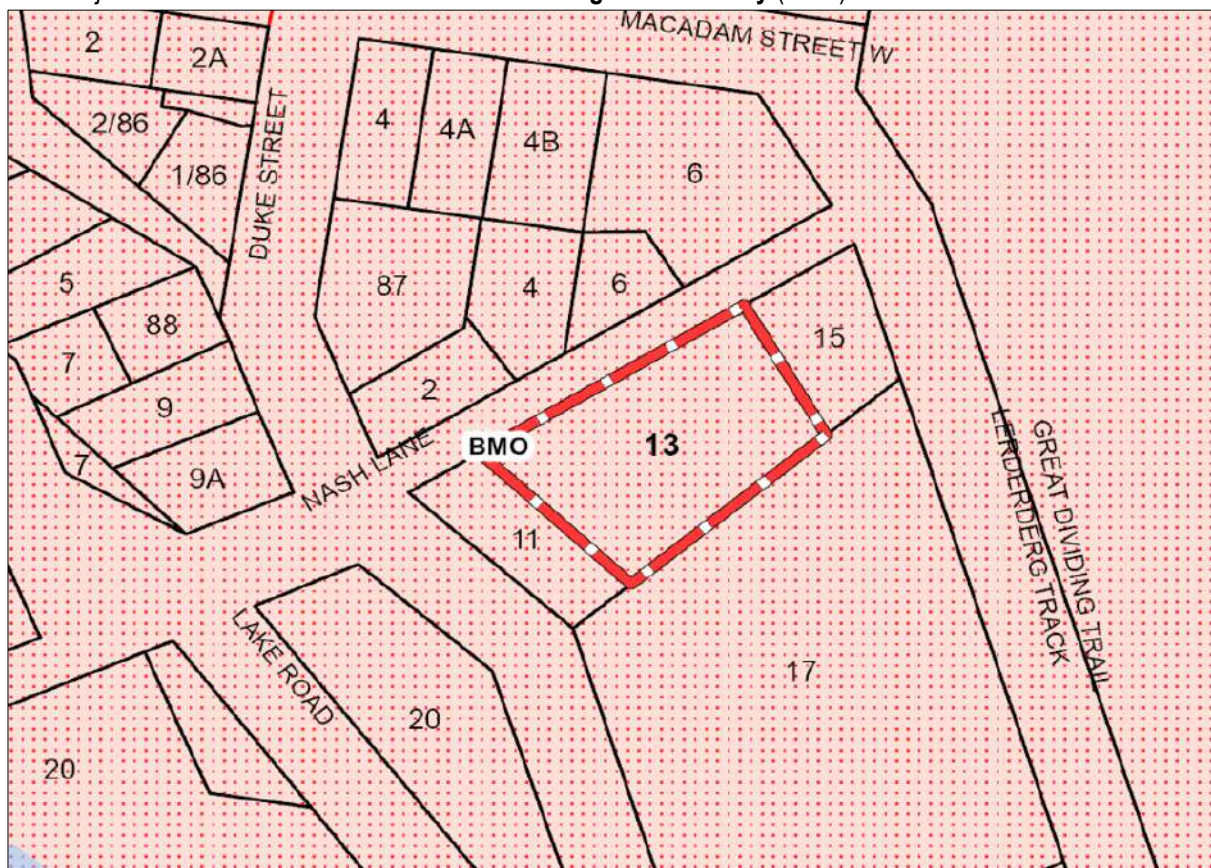 MACADAM STREET W
2
2A
2/86
1/86
DUKE STREET
4
4A
4B
6
5
88
7
9
7
9A
87
4
6
2
15
NASH LANE
BMO
13
11
LAKE ROAD
20
20
17
GREAT DIVIDING TRAIL
LERDERDERG TRACK